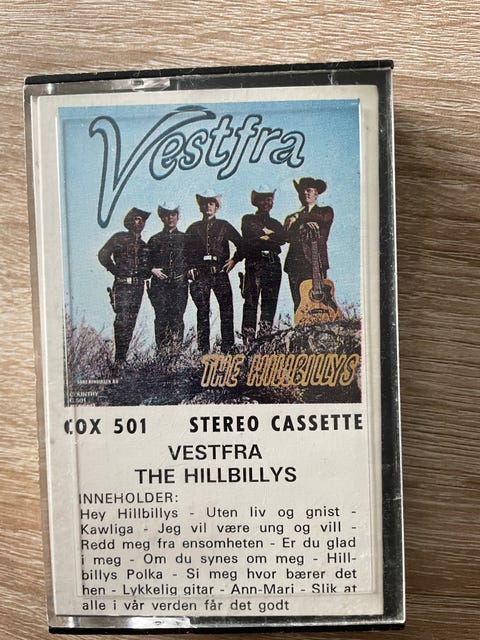 Vestfra
THE HILLBILLYS
COUNTRY
C 501
COX 501 STEREO CASSETTE
VESTFRA
THE HILLBILLYS
INNEHOLDER:
Hey Hillbillys - Uten liv og gnist -
Kawliga - Jeg vil være ung og vill -
Redd meg fra ensomheten - Er du glad
i meg - Om du synes om meg - Hill-
billys Polka - Si meg hvor bærer det
hen - Lykkelig gitar - Ann-Mari - Slik at
alle i vår verden får det godt